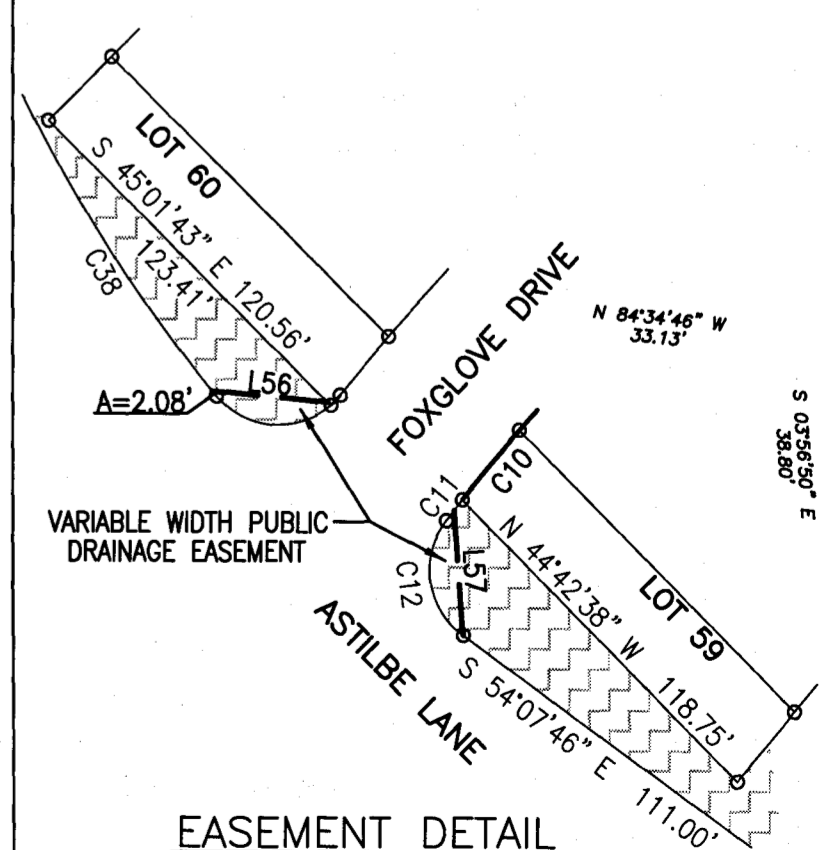 LOT 60
S 45°01'43" E 120.56'
123.41'
C38
L56
A=2.08'
FOXGLOVE DRIVE
N 84°34'46" W
33.13'
S 03°56'50" E
38.80'
C10
C11
VARIABLE WIDTH PUBLIC
DRAINAGE EASEMENT
L57
C12
N 44°42'38" W 118.75'
LOT 59
ASTILBE LANE
S 54°07'46" E 111.00'
EASEMENT DETAIL